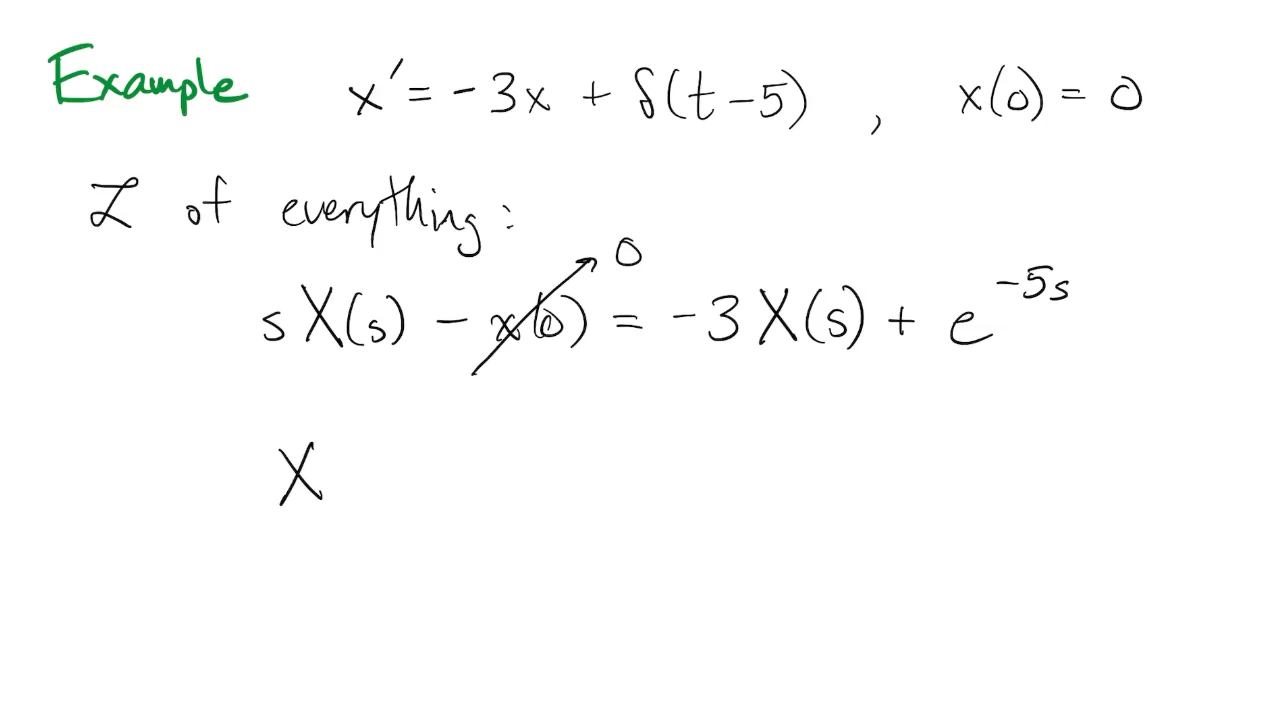 Example x′ = -3x + δ(t-5) , x(0) = 0
ℒ of everything:
sX(s) - x(0) 0 = -3X(s) + e^{-5s}
X